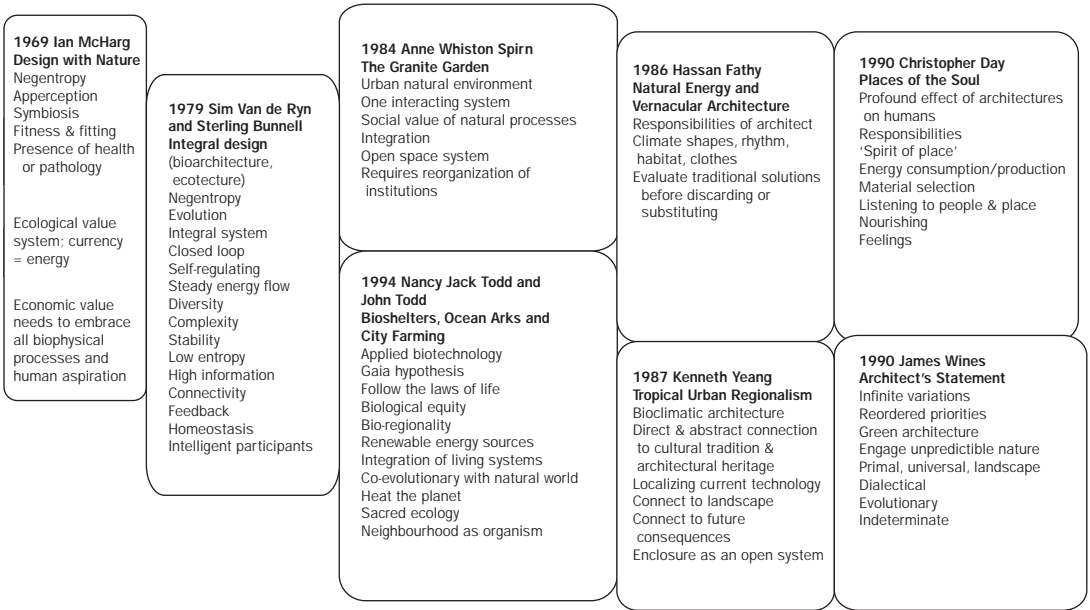 1969 Ian McHarg
Design with Nature
Negentropy
Apperception
Symbiosis
Fitness & fitting
Presence of health
or pathology
Ecological value
system; currency
= energy
Economic value
needs to embrace
all biophysical
processes and
human aspiration
1979 Sim Van de Ryn
and Sterling Bunnell
Integral design
(bioarchitecture,
ecotecture)
Negentropy
Evolution
Integral system
Closed loop
Self-regulating
Steady energy flow
Diversity
Complexity
Stability
Low entropy
High information
Connectivity
Feedback
Homeostasis
Intelligent participants
1984 Anne Whiston Spirn
The Granite Garden
Urban natural environment
One interacting system
Social value of natural processes
Integration
Open space system
Requires reorganization of
institutions
1994 Nancy Jack Todd and
John Todd
Bioshelters, Ocean Arks and
City Farming
Applied biotechnology
Gaia hypothesis
Follow the laws of life
Biological equity
Bio-regionality
Renewable energy sources
Integration of living systems
Co-evolutionary with natural world
Heat the planet
Sacred ecology
Neighbourhood as organism
1986 Hassan Fathy
Natural Energy and
Vernacular Architecture
Responsibilities of architect
Climate shapes, rhythm,
habitat, clothes
Evaluate traditional solutions
before discarding or
substituting
1987 Kenneth Yeang
Tropical Urban Regionalism
Bioclimatic architecture
Direct & abstract connection
to cultural tradition &
architectural heritage
Localizing current technology
Connect to landscape
Connect to future
consequences
Enclosure as an open system
1990 Christopher Day
Places of the Soul
Profound effect of architectures
on humans
Responsibilities
‘Spirit of place’
Energy consumption/production
Material selection
Listening to people & place
Nourishing
Feelings
1990 James Wines
Architect’s Statement
Infinite variations
Reordered priorities
Green architecture
Engage unpredictible nature
Primal, universal, landscape
Dialectical
Evolutionary
Indeterminate